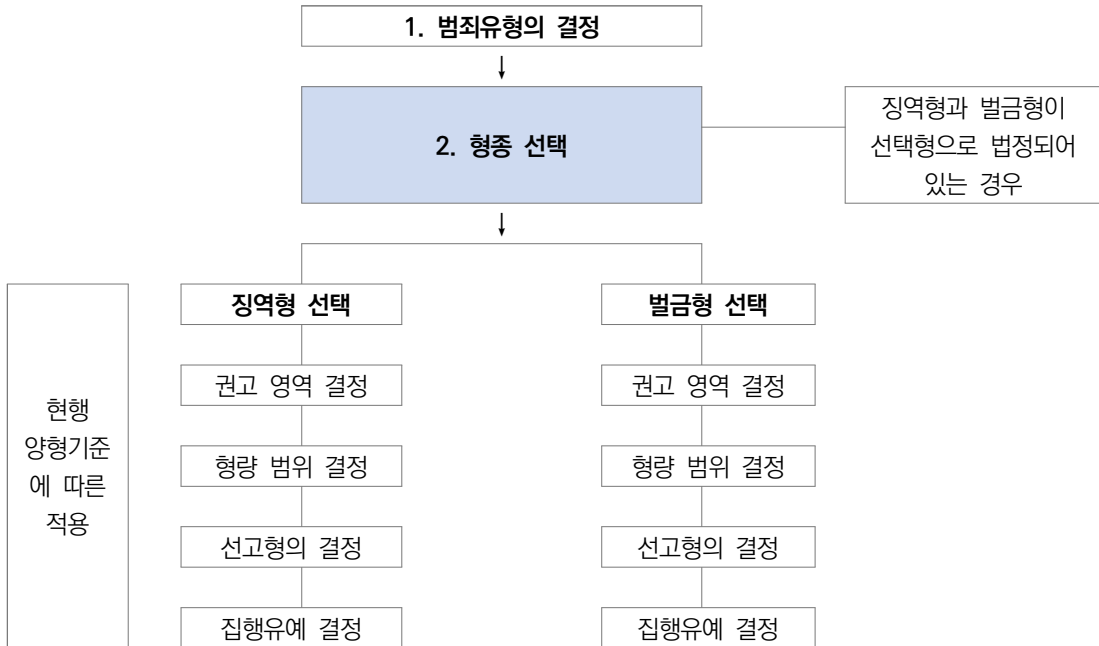 1. 범죄유형의 결정
2. 형종 선택
징역형과 벌금형이
선택형으로 법정되어
있는 경우
현행
양형기준
에 따른
적용
징역형 선택
권고 영역 결정
형량 범위 결정
선고형의 결정
집행유예 결정
벌금형 선택
권고 영역 결정
형량 범위 결정
선고형의 결정
집행유예 결정